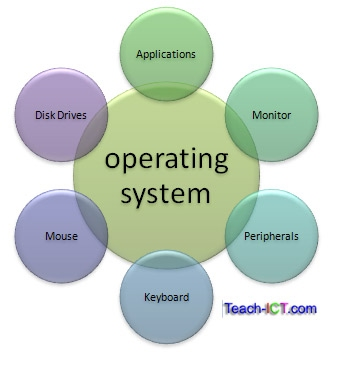 Applications
Disk Drives
Monitor
operating
system
Mouse
Peripherals
Keyboard
Teach-ICT.com